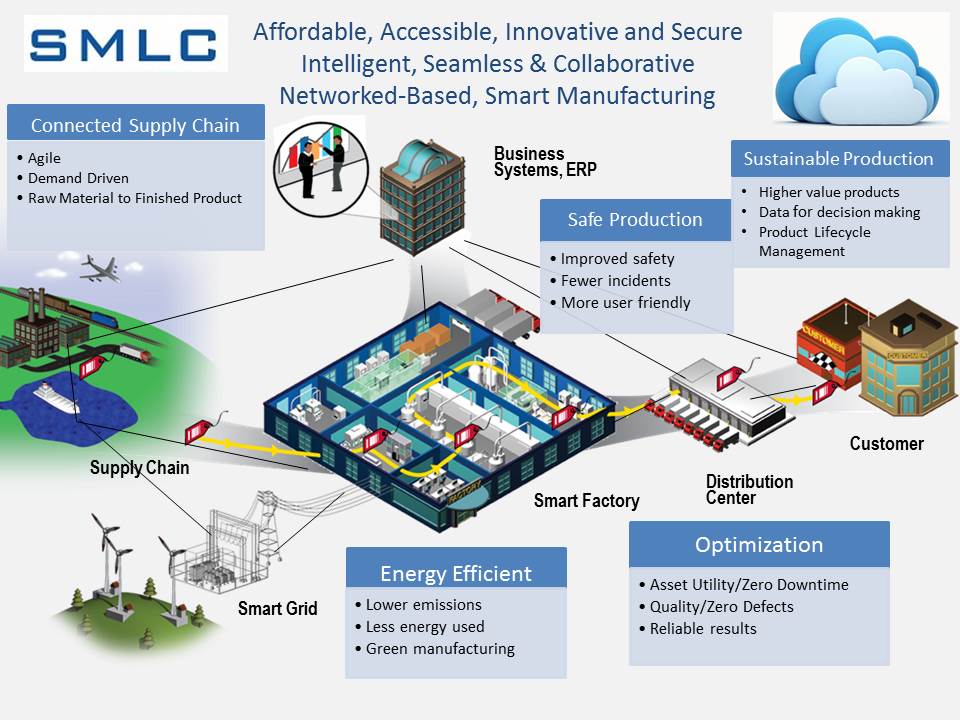 SMLC
Affordable, Accessible, Innovative and Secure
Intelligent, Seamless & Collaborative
Networked-Based, Smart Manufacturing
Connected Supply Chain
• Agile
• Demand Driven
• Raw Material to Finished Product
Business
Systems, ERP
Sustainable Production
• Higher value products
• Data for decision making
• Product Lifecycle
Management
Safe Production
• Improved safety
• Fewer incidents
• More user friendly
CUSTOMER
CUSTOMER
Customer
Supply Chain
FACTORY
Smart Factory
Distribution
Center
Smart Grid
Energy Efficient
• Lower emissions
• Less energy used
• Green manufacturing
Optimization
• Asset Utility/Zero Downtime
• Quality/Zero Defects
• Reliable results